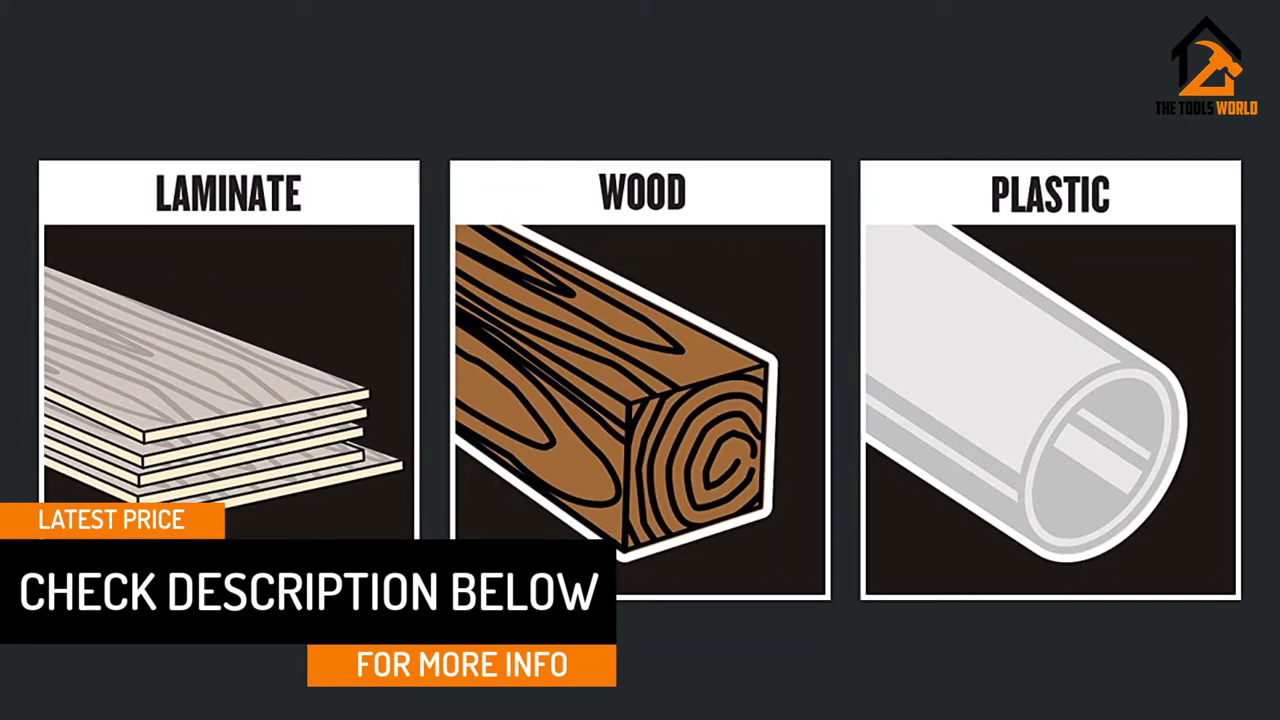 THE TOOLS WORLD
LAMINATE
WOOD
PLASTIC
LATEST PRICE
CHECK DESCRIPTION BELOW
FOR MORE INFO